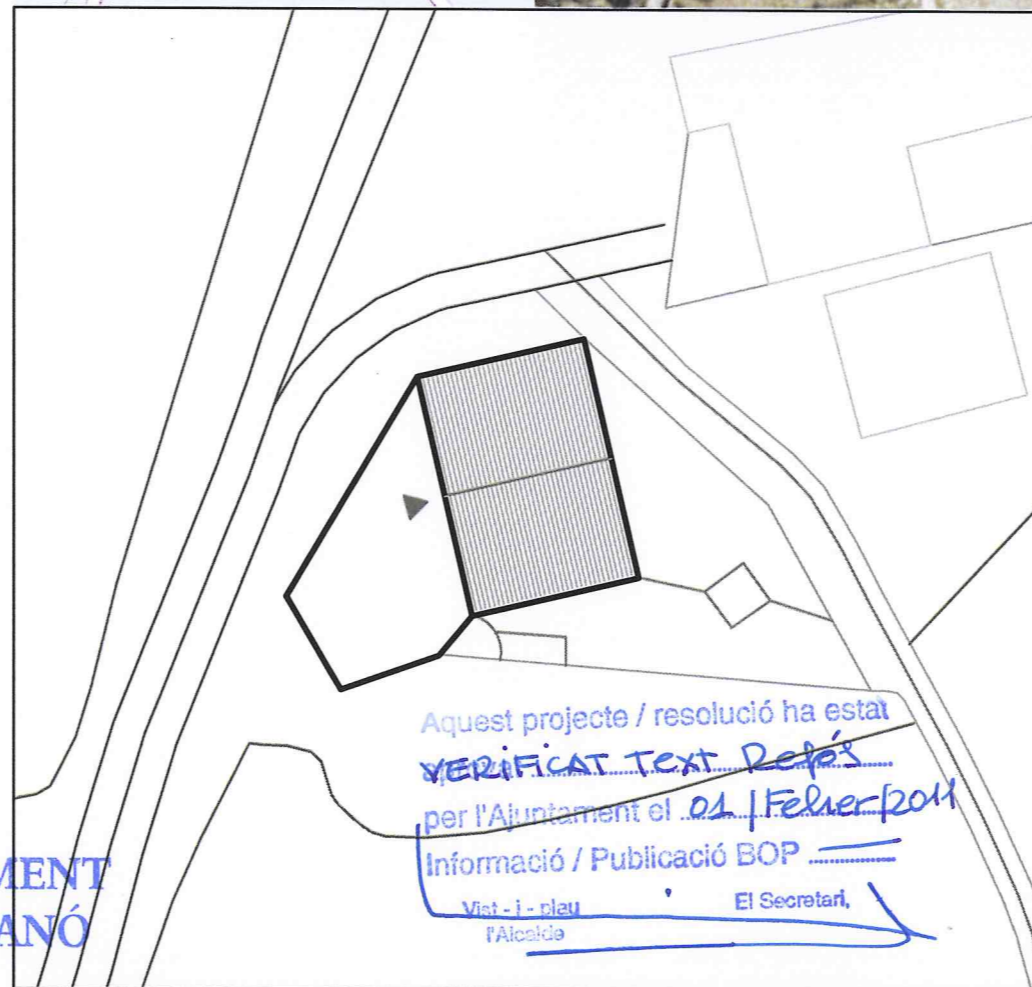 Aquest projecte / resolució ha estat
VERIFICAT TEXT Refós
per l'Ajuntament el 01 / Febrer / 2011
Informació / Publicació BOP
Vist - i - plau El Secretari,
l'Alcalde
MENT
ANÓ